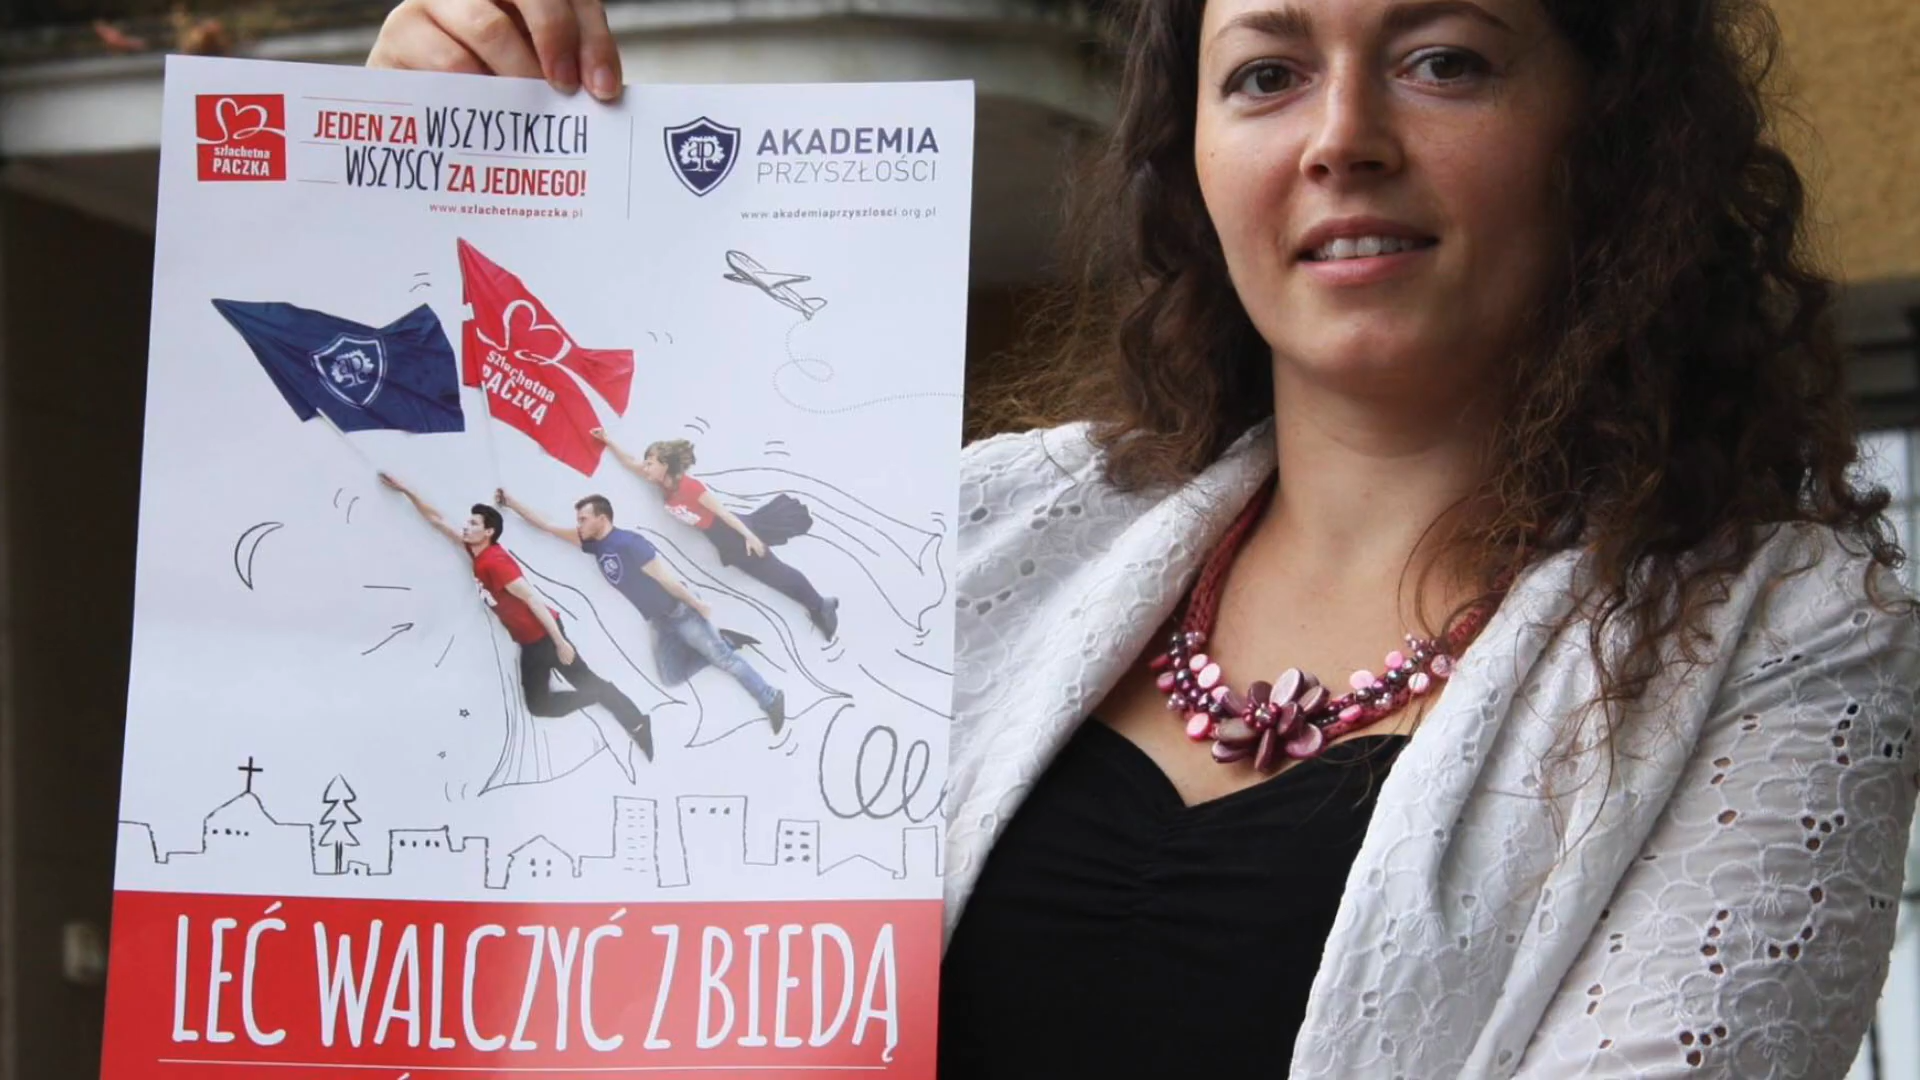 szlachetna
PACZKA
JEDEN ZA WSZYSTKICH
WSZYSCY ZA JEDNEGO!
www.szlachetnapaczka.pl
ap
AKADEMIA
PRZYSZŁOŚCI
www.akademiaprzyszlosci.org.pl
szlachetna
PACZKA
LEĆ WALCZYĆ Z BIEDĄ